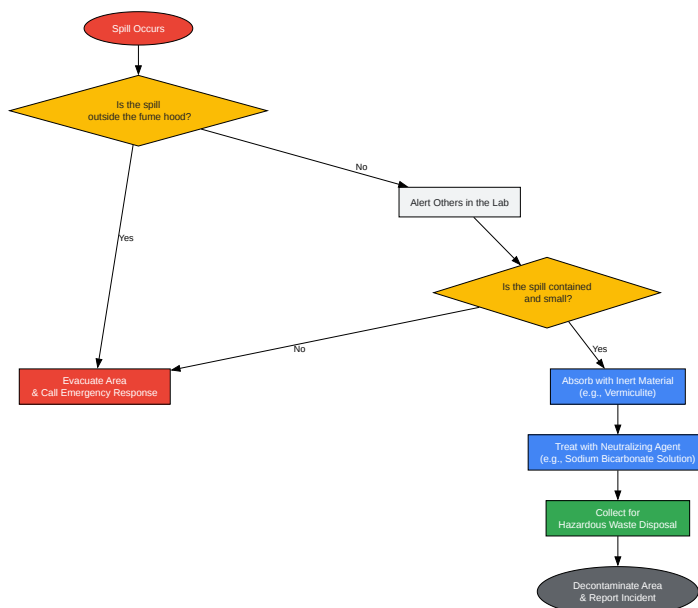 Spill Occurs
Is the spill
outside the fume hood?
No
Alert Others in the Lab
Yes
Is the spill contained
and small?
No
Yes
Evacuate Area
& Call Emergency Response
Absorb with Inert Material
(e.g., Vermiculite)
Treat with Neutralizing Agent
(e.g., Sodium Bicarbonate Solution)
Collect for
Hazardous Waste Disposal
Decontaminate Area
& Report Incident